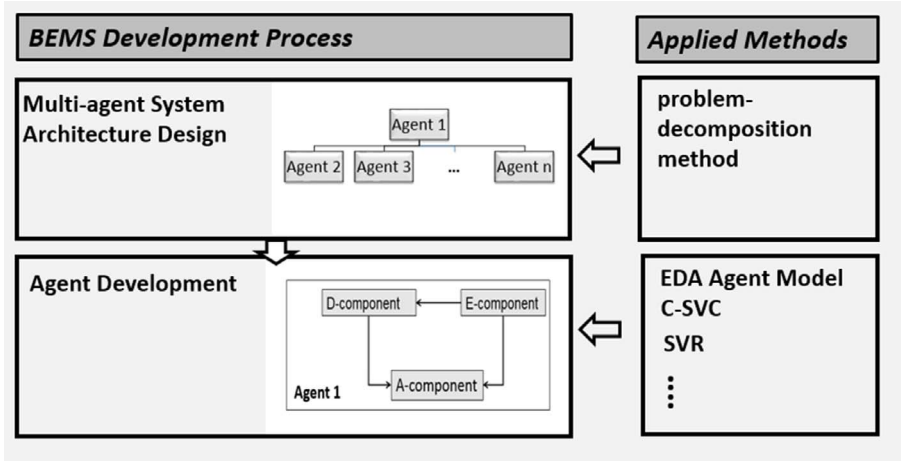 BEMS Development Process
Applied Methods
Multi-agent System
Architecture Design
Agent 1
Agent 2 Agent 3 ... Agent n
problem-
decomposition
method
Agent Development
D-component E-component
A-component
Agent 1
EDA Agent Model
C-SVC
SVR